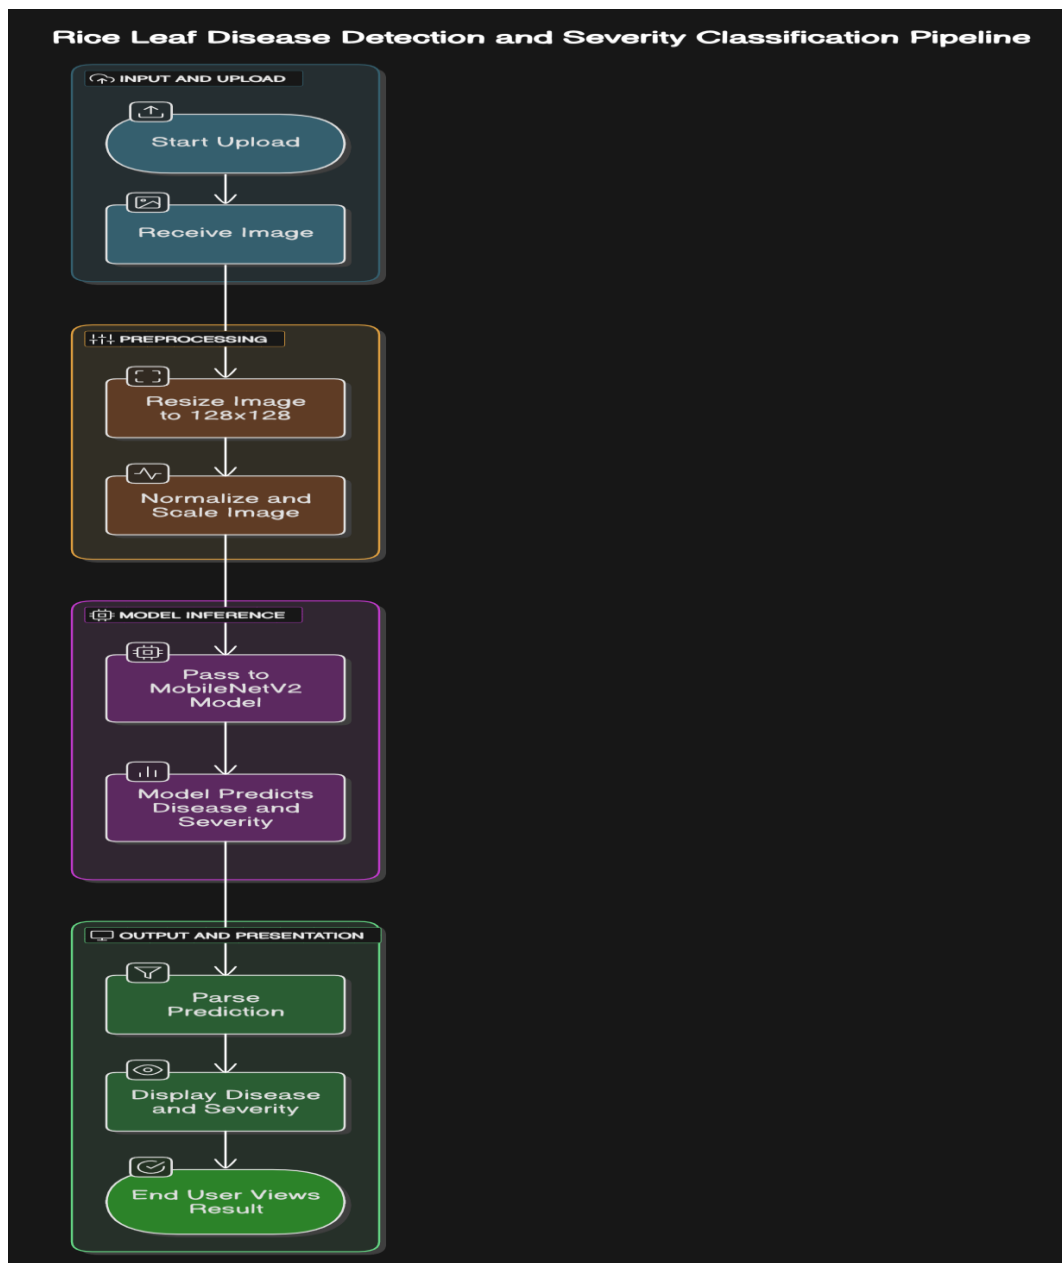 Rice Leaf Disease Detection and Severity Classification Pipeline
INPUT AND UPLOAD
Start Upload
Receive Image
PREPROCESSING
Resize Image
to 128x128
Normalize and
Scale Image
MODEL INFERENCE
Pass to
MobileNetV2
Model
Model Predicts
Disease and
Severity
OUTPUT AND PRESENTATION
Parse
Prediction
Display Disease
and Severity
End User Views
Result